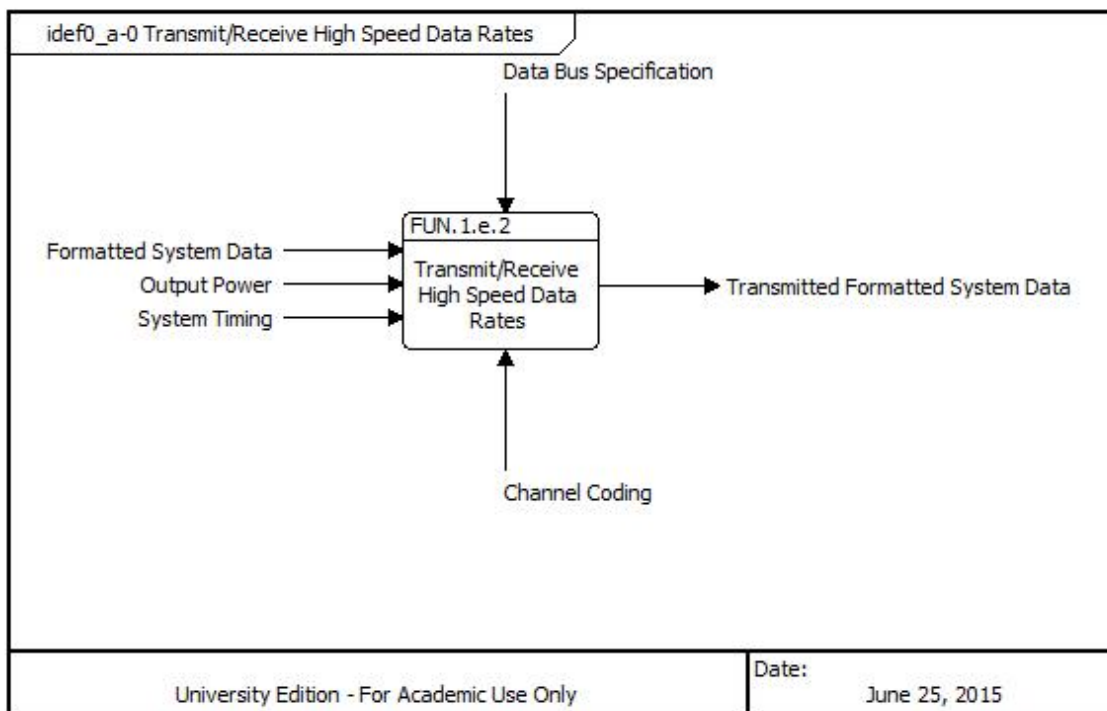 idef0_a-0 Transmit/Receive High Speed Data Rates
Data Bus Specification
FUN.1.e.2
Formatted System Data
Output Power
System Timing
Transmit/Receive
High Speed Data
Rates
Transmitted Formatted System Data
Channel Coding
University Edition - For Academic Use Only
Date:
June 25, 2015